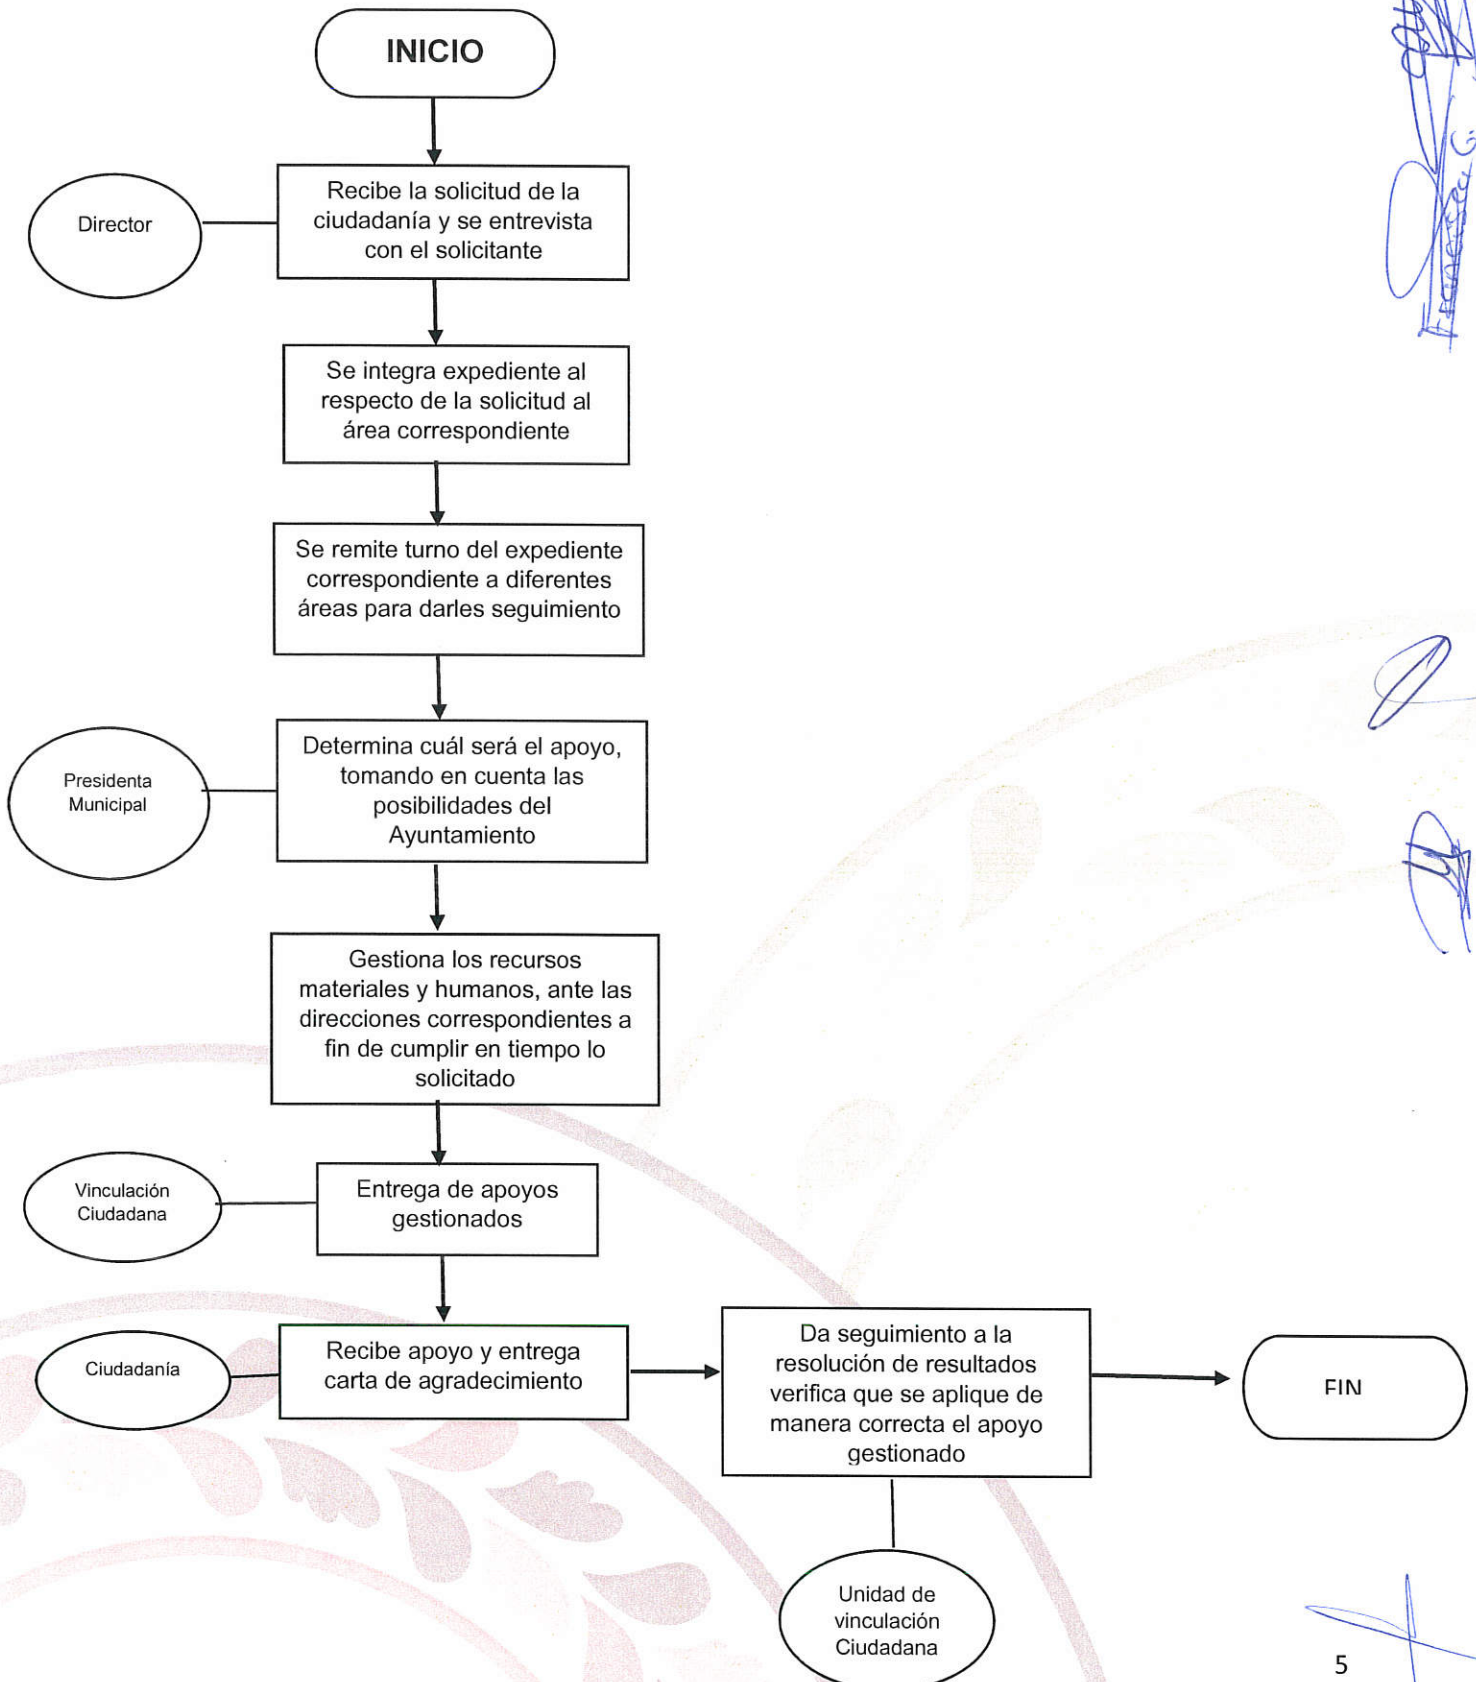 INICIO
Director
Recibe la solicitud de la
ciudadanía y se entrevista
con el solicitante
Se integra expediente al
respecto de la solicitud al
área correspondiente
Se remite turno del expediente
correspondiente a diferentes
áreas para darles seguimiento
Presidenta
Municipal
Determina cuál será el apoyo,
tomando en cuenta las
posibilidades del
Ayuntamiento
Gestiona los recursos
materiales y humanos, ante las
direcciones correspondientes a
fin de cumplir en tiempo lo
solicitado
Vinculación
Ciudadana
Entrega de apoyos
gestionados
Ciudadanía
Recibe apoyo y entrega
carta de agradecimiento
Da seguimiento a la
resolución de resultados
verifica que se aplique de
manera correcta el apoyo
gestionado
FIN
Unidad de
vinculación
Ciudadana
5